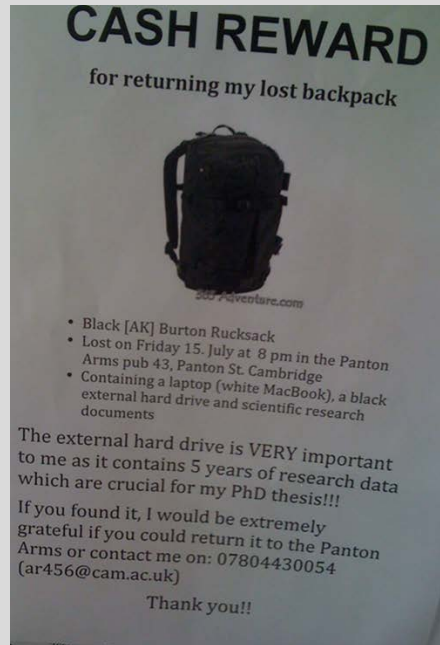 CASH REWARD
for returning my lost backpack
365 Adventure.com
• Black [AK] Burton Rucksack
• Lost on Friday 15. July at 8 pm in the Panton
Arms pub 43, Panton St. Cambridge
• Containing a laptop (white MacBook), a black
external hard drive and scientific research
documents
The external hard drive is VERY important
to me as it contains 5 years of research data
which are crucial for my PhD thesis!!!
If you found it, I would be extremely
grateful if you could return it to the Panton
Arms or contact me on: 07804430054
(ar456@cam.ac.uk)
Thank you!!